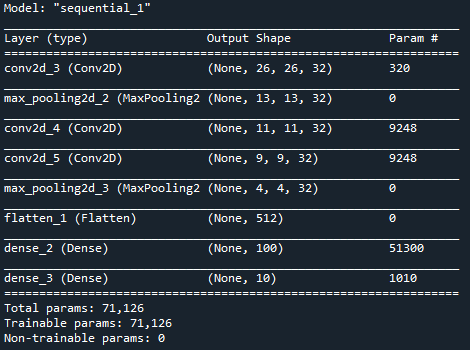 Model: "sequential_1"
Layer (type) Output Shape Param #
conv2d_3 (Conv2D) (None, 26, 26, 32) 320
max_pooling2d_2 (MaxPooling2 (None, 13, 13, 32) 0
conv2d_4 (Conv2D) (None, 11, 11, 32) 9248
conv2d_5 (Conv2D) (None, 9, 9, 32) 9248
max_pooling2d_3 (MaxPooling2 (None, 4, 4, 32) 0
flatten_1 (Flatten) (None, 512) 0
dense_2 (Dense) (None, 100) 51300
dense_3 (Dense) (None, 10) 1010
Total params: 71,126
Trainable params: 71,126
Non-trainable params: 0